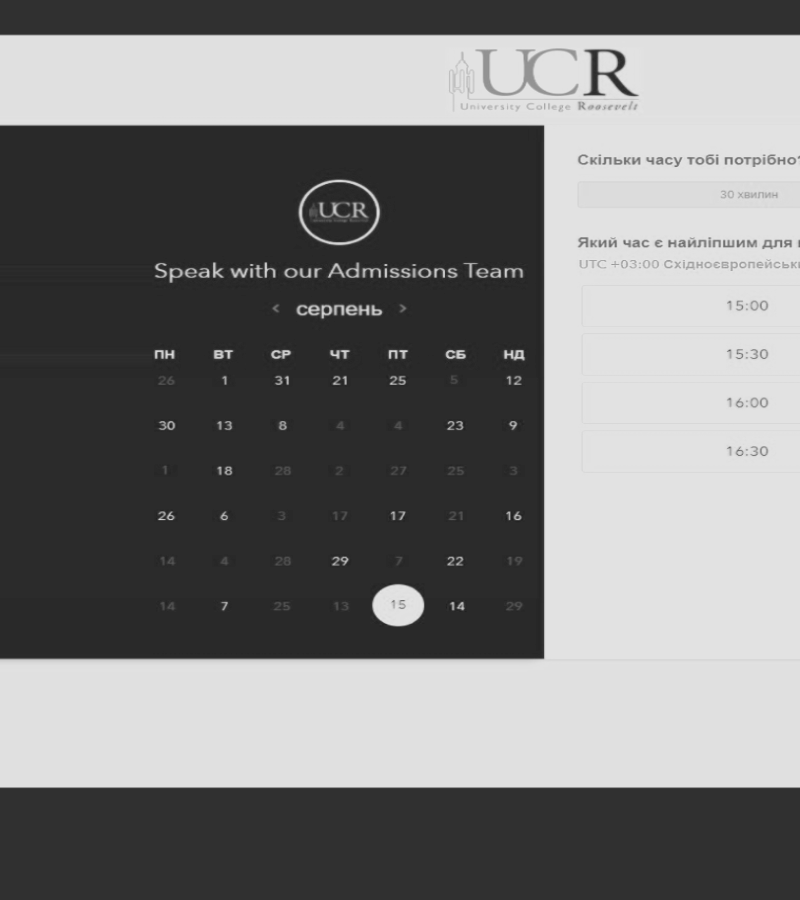 UCR
University College Roosevelt
UCR
Speak with our Admissions Team
< серпень >
ПН ВТ СР ЧТ ПТ СБ НД
26 1 31 21 25 5 12
30 13 8 4 4 23 9
1 18 28 2 27 25 3
26 6 3 17 17 21 16
14 4 28 29 7 22 19
14 7 25 13 15 14 29
Скільки часу тобі потрібно?
30 хвилин
Який час є найліпшим для
UTC +03:00 Східноєвропейськ
15:00
15:30
16:00
16:30